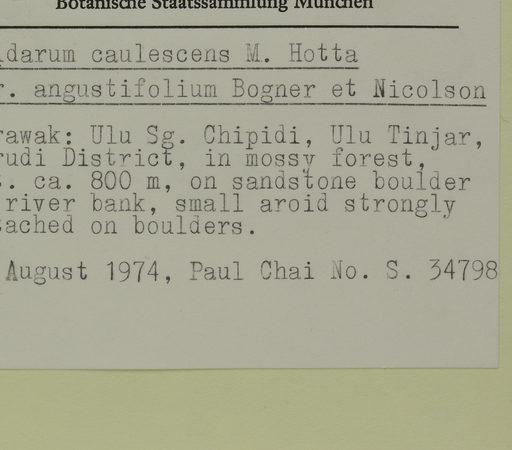 Botanische Staatssammlung München
darum caulescens M. Hotta
r. angustifolium Bogner et Nicolson
rawak: Ulu Sg. Chipidi, Ulu Tinjar,
rudi District, in mossy forest,
. ca. 800 m, on sandstone boulder
river bank, small aroid strongly
tached on boulders.
August 1974, Paul Chai No. S. 34798